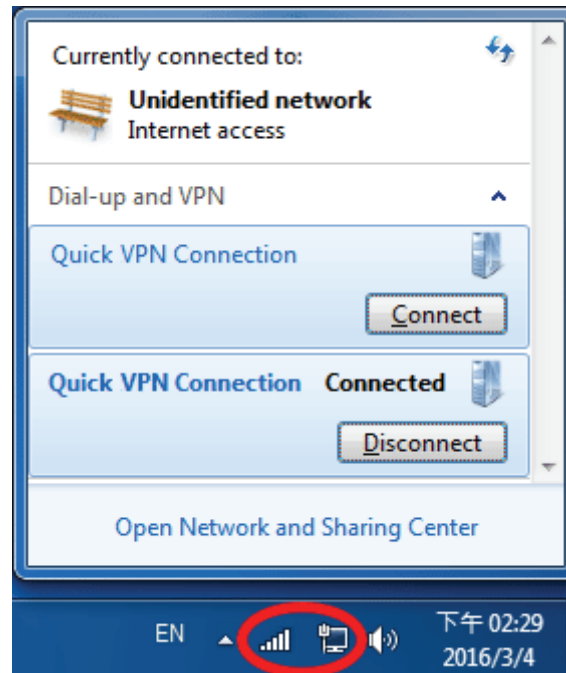 Currently connected to:
Unidentified network
Internet access
Dial-up and VPN
Quick VPN Connection
Connect
Quick VPN Connection Connected
Disconnect
Open Network and Sharing Center
EN
下午 02:29
2016/3/4